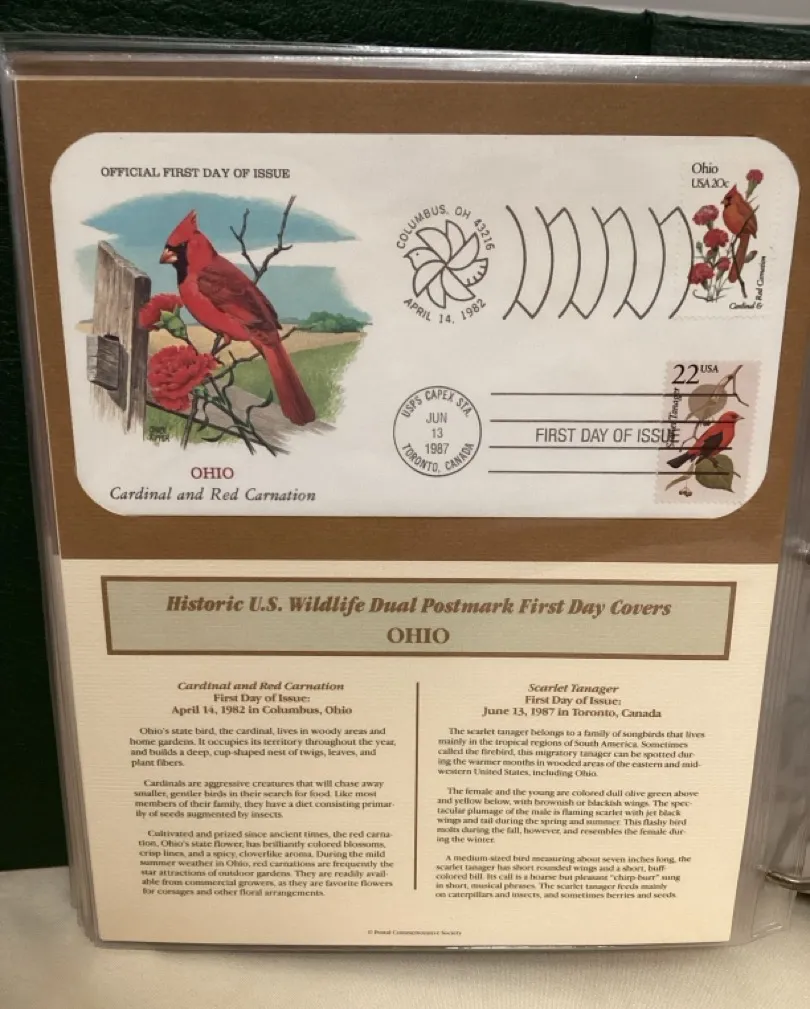 OFFICIAL FIRST DAY OF ISSUE
COLUMBUS, OH 43216
APRIL 14, 1982
Ohio
USA 20c
Cardinal & Red Carnation
USPS CAPEX STA.
JUN
13
1987
TORONTO, CANADA
FIRST DAY OF ISSUE
22 USA
Scarlet Tanager
OHIO
Cardinal and Red Carnation
Historic U.S. Wildlife Dual Postmark First Day Covers
OHIO
Cardinal and Red Carnation
First Day of Issue:
April 14, 1982 in Columbus, Ohio
Ohio's state bird, the cardinal, lives in woody areas and
home gardens. It occupies its territory throughout the year,
and builds a deep, cup-shaped nest of twigs, leaves, and
plant fibers.
Cardinals are aggressive creatures that will chase away
smaller, gentler birds in their search for food. Like most
members of their family, they have a diet consisting primar-
ily of seeds augmented by insects.
Cultivated and prized since ancient times, the red carna-
tion, Ohio's state flower, has brilliantly colored blossoms,
crisp lines, and a spicy, cloverlike aroma. During the mild
summer weather in Ohio, red carnations are frequently the
star attractions of outdoor gardens. They are readily avail-
able from commercial growers, as they are favorite flowers
for corsages and other floral arrangements.
Scarlet Tanager
First Day of Issue:
June 13, 1987 in Toronto, Canada
The scarlet tanager belongs to a family of songbirds that lives
mainly in the tropical regions of South America. Sometimes
called the firebird, this migratory tanager can be spotted dur-
ing the warmer months in wooded areas of the eastern and mid-
western United States, including Ohio.
The female and the young are colored dull olive green above
and yellow below, with brownish or blackish wings. The spec-
tacular plumage of the male is flaming scarlet with jet black
wings and tail during the spring and summer. This flashy bird
molts during the fall, however, and resembles the female dur-
ing the winter.
A medium-sized bird measuring about seven inches long, the
scarlet tanager has short rounded wings and a short, buff-
colored bill. Its call is a hoarse but pleasant "chirp-burr" sung
in short, musical phrases. The scarlet tanager feeds mainly
on caterpillars and insects, and sometimes berries and seeds.
© Postal Commemorative Society